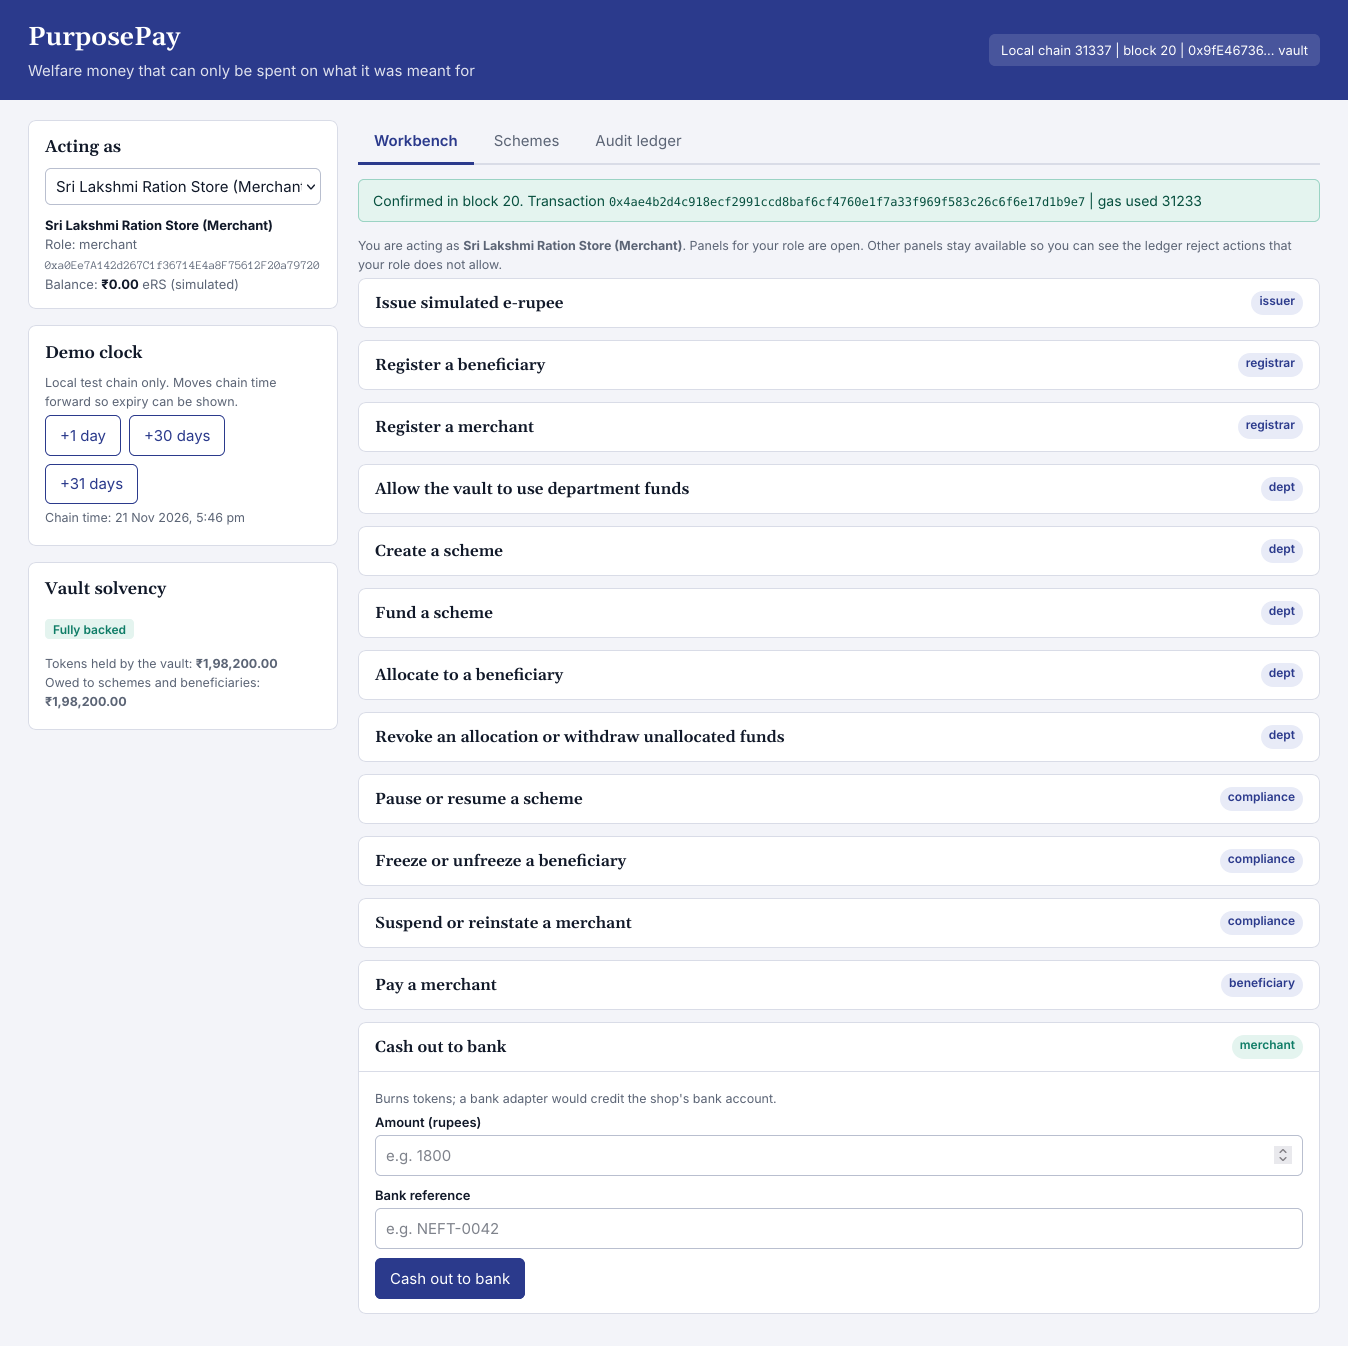 PurposePay
Welfare money that can only be spent on what it was meant for
Local chain 31337 | block 20 | 0x9fE46736... vault
Acting as
Sri Lakshmi Ration Store (Merchant
Sri Lakshmi Ration Store (Merchant)
Role: merchant
0xa0Ee7A142d267C1f36714E4a8F75612F20a79720
Balance: ₹0.00 eRS (simulated)
Demo clock
Local test chain only. Moves chain time
forward so expiry can be shown.
+1 day
+30 days
+31 days
Chain time: 21 Nov 2026, 5:46 pm
Vault solvency
Fully backed
Tokens held by the vault: ₹1,98,200.00
Owed to schemes and beneficiaries:
₹1,98,200.00
Workbench
Schemes
Audit ledger
Confirmed in block 20. Transaction 0x4ae4b2d4c918ecf2991ccd8baf6cf4760e1f7a33f969f583c26c6f6e17d1b9e7 | gas used 31233
You are acting as Sri Lakshmi Ration Store (Merchant). Panels for your role are open. Other panels stay available so you can see the ledger reject actions that
your role does not allow.
Issue simulated e-rupee
issuer
Register a beneficiary
registrar
Register a merchant
registrar
Allow the vault to use department funds
dept
Create a scheme
dept
Fund a scheme
dept
Allocate to a beneficiary
dept
Revoke an allocation or withdraw unallocated funds
dept
Pause or resume a scheme
compliance
Freeze or unfreeze a beneficiary
compliance
Suspend or reinstate a merchant
compliance
Pay a merchant
beneficiary
Cash out to bank
merchant
Burns tokens; a bank adapter would credit the shop's bank account.
Amount (rupees)
e.g. 1800
Bank reference
e.g. NEFT-0042
Cash out to bank